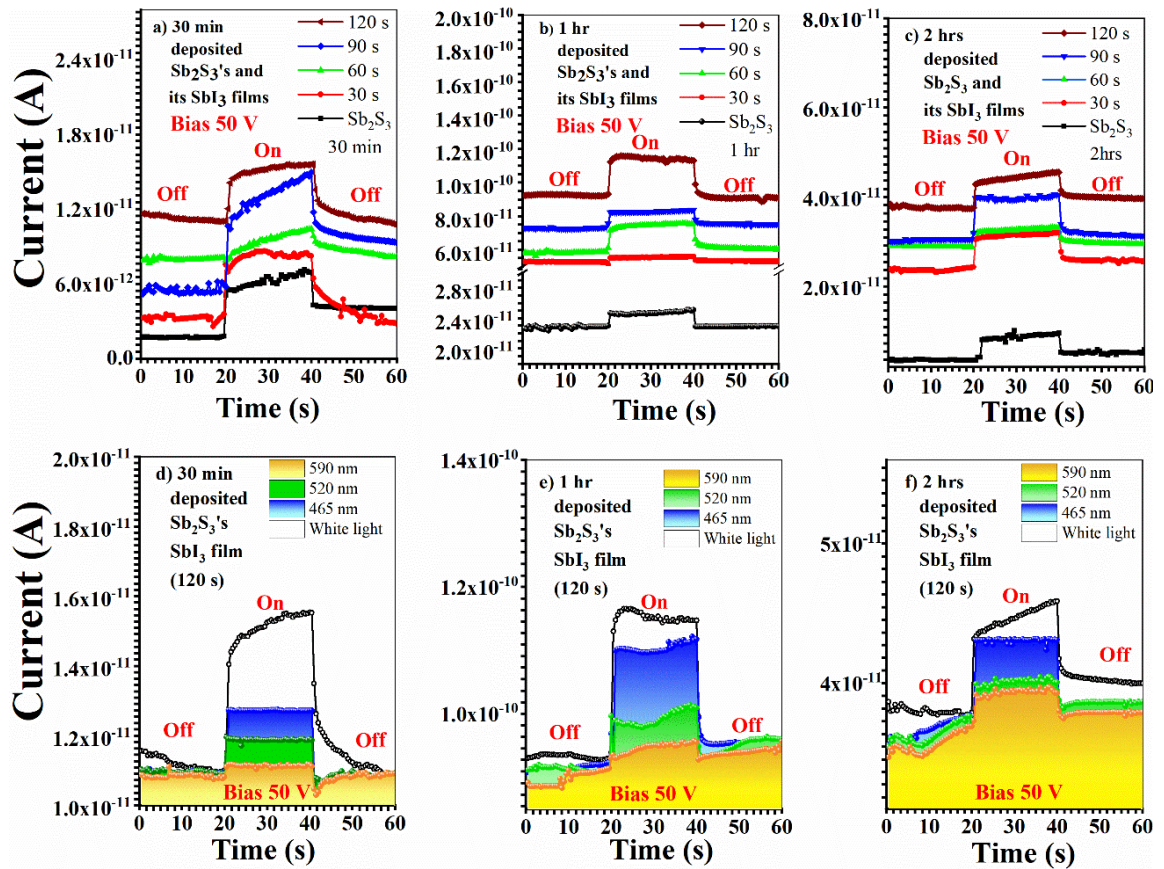 Current (A)
2.4x10⁻¹¹
1.8x10⁻¹¹
1.2x10⁻¹¹
6.0x10⁻¹²
0.0
a) 30 min
deposited
Sb₂S₃'s and
its SbI₃ films
Bias 50 V
120 s
90 s
60 s
30 s
Sb₂S₃
30 min
Off
On
Off
0 10 20 30 40 50 60
Time (s)
2.0x10⁻¹⁰
1.8x10⁻¹⁰
1.6x10⁻¹⁰
1.4x10⁻¹⁰
1.2x10⁻¹⁰
1.0x10⁻¹⁰
8.0x10⁻¹¹
6.0x10⁻¹¹
2.8x10⁻¹¹
2.4x10⁻¹¹
2.0x10⁻¹¹
b) 1 hr
deposited
Sb₂S₃'s and
its SbI₃ films
Bias 50 V
120 s
90 s
60 s
30 s
Sb₂S₃
1 hr
Off
On
Off
0 10 20 30 40 50 60
Time (s)
8.0x10⁻¹¹
6.0x10⁻¹¹
4.0x10⁻¹¹
2.0x10⁻¹¹
c) 2 hrs
deposited
Sb₂S₃ and
its SbI₃ films
Bias 50 V
120 s
90 s
60 s
30 s
Sb₂S₃
2hrs
Off
On
Off
0 10 20 30 40 50 60
Time (s)
Current (A)
2.0x10⁻¹¹
1.8x10⁻¹¹
1.6x10⁻¹¹
1.5x10⁻¹¹
1.2x10⁻¹¹
1.0x10⁻¹¹
d) 30 min
deposited
Sb₂S₃'s
SbI₃ film
(120 s)
590 nm
520 nm
465 nm
White light
On
Off
Off
Bias 50 V
0 10 20 30 40 50 60
Time (s)
1.4x10⁻¹⁰
1.2x10⁻¹⁰
1.0x10⁻¹⁰
e) 1 hr
deposited
Sb₂S₃'s
SbI₃ film
(120 s)
590 nm
520 nm
465 nm
White light
On
Off
Off
Bias 50 V
0 10 20 30 40 50 60
Time (s)
5x10⁻¹¹
4x10⁻¹¹
f) 2 hrs
deposited
Sb₂S₃'s
SbI₃ film
(120 s)
590 nm
520 nm
465 nm
White light
On
Off
Off
Bias 50 V
0 10 20 30 40 50 60
Time (s)